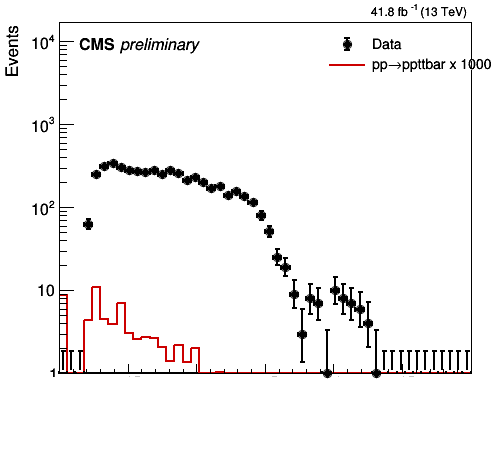 41.8 fb⁻¹ (13 TeV)
Events
CMS preliminary
Data
pp→ppttbar x 1000
10⁴
10³
10²
10
1